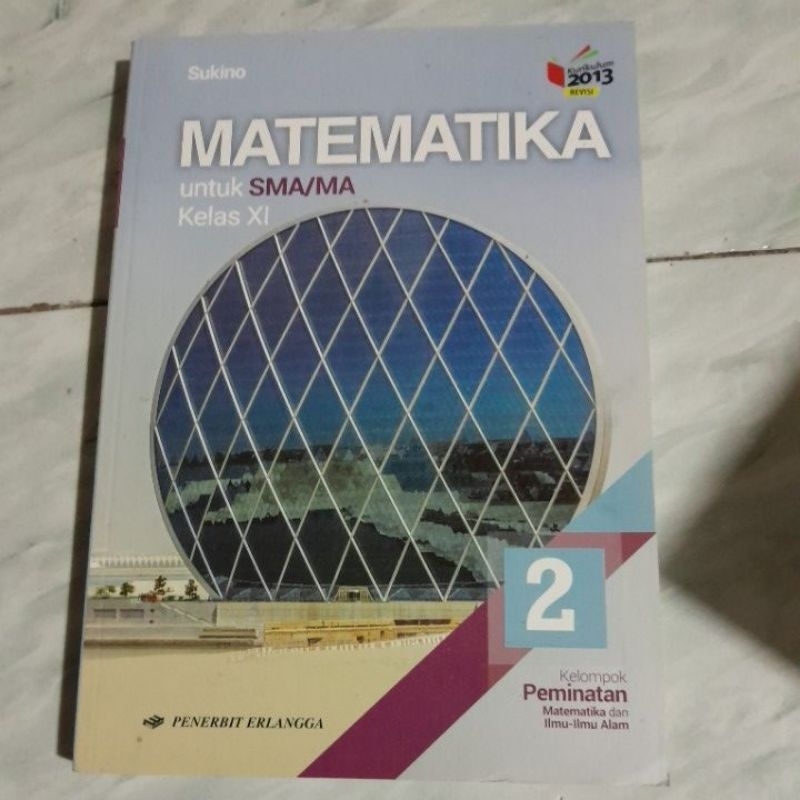 Sukino
Kurikulum
2013
REVISI
MATEMATIKA
untuk SMA/MA
Kelas XI
2
Kelompok
Peminatan
Matematika dan
Ilmu-Ilmu Alam
PENERBIT ERLANGGA